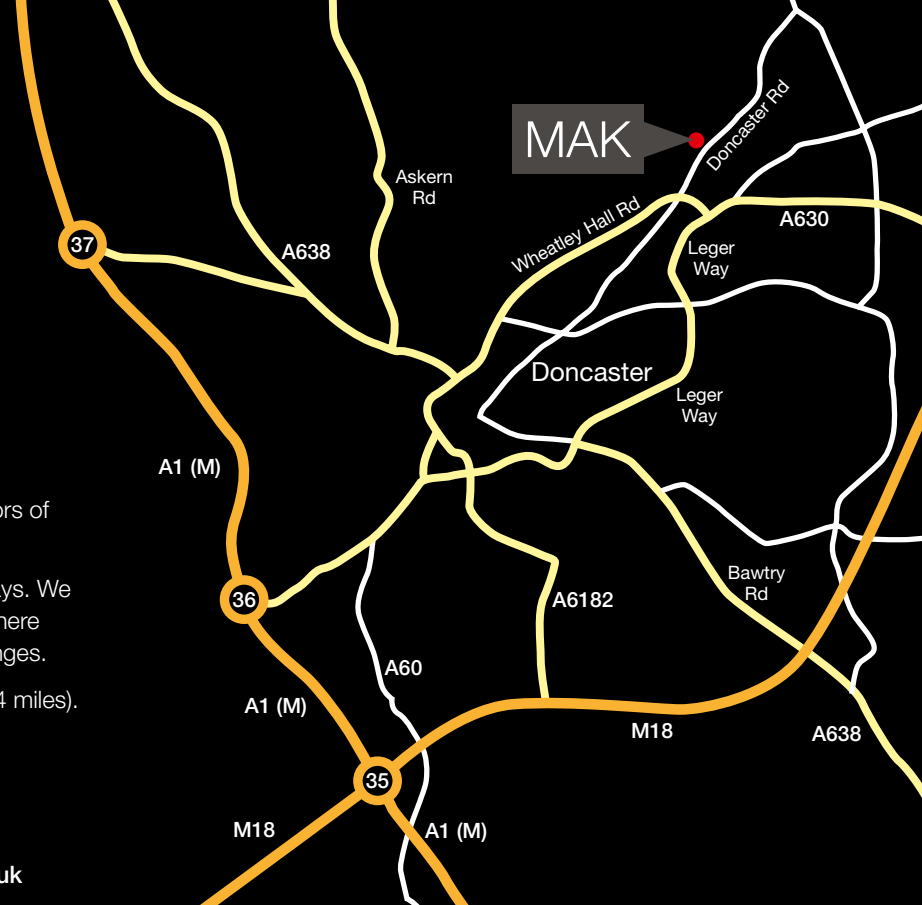 MAK
Doncaster Rd
Askern
Rd
Wheatley Hall Rd
A630
37
A638
Leger
Way
Doncaster
Leger
Way
A1 (M)
ors of
ys. We
here
nges.
4 miles).
36
Bawtry
Rd
A6182
A60
A1 (M)
M18
A638
35
M18
A1 (M)
uk